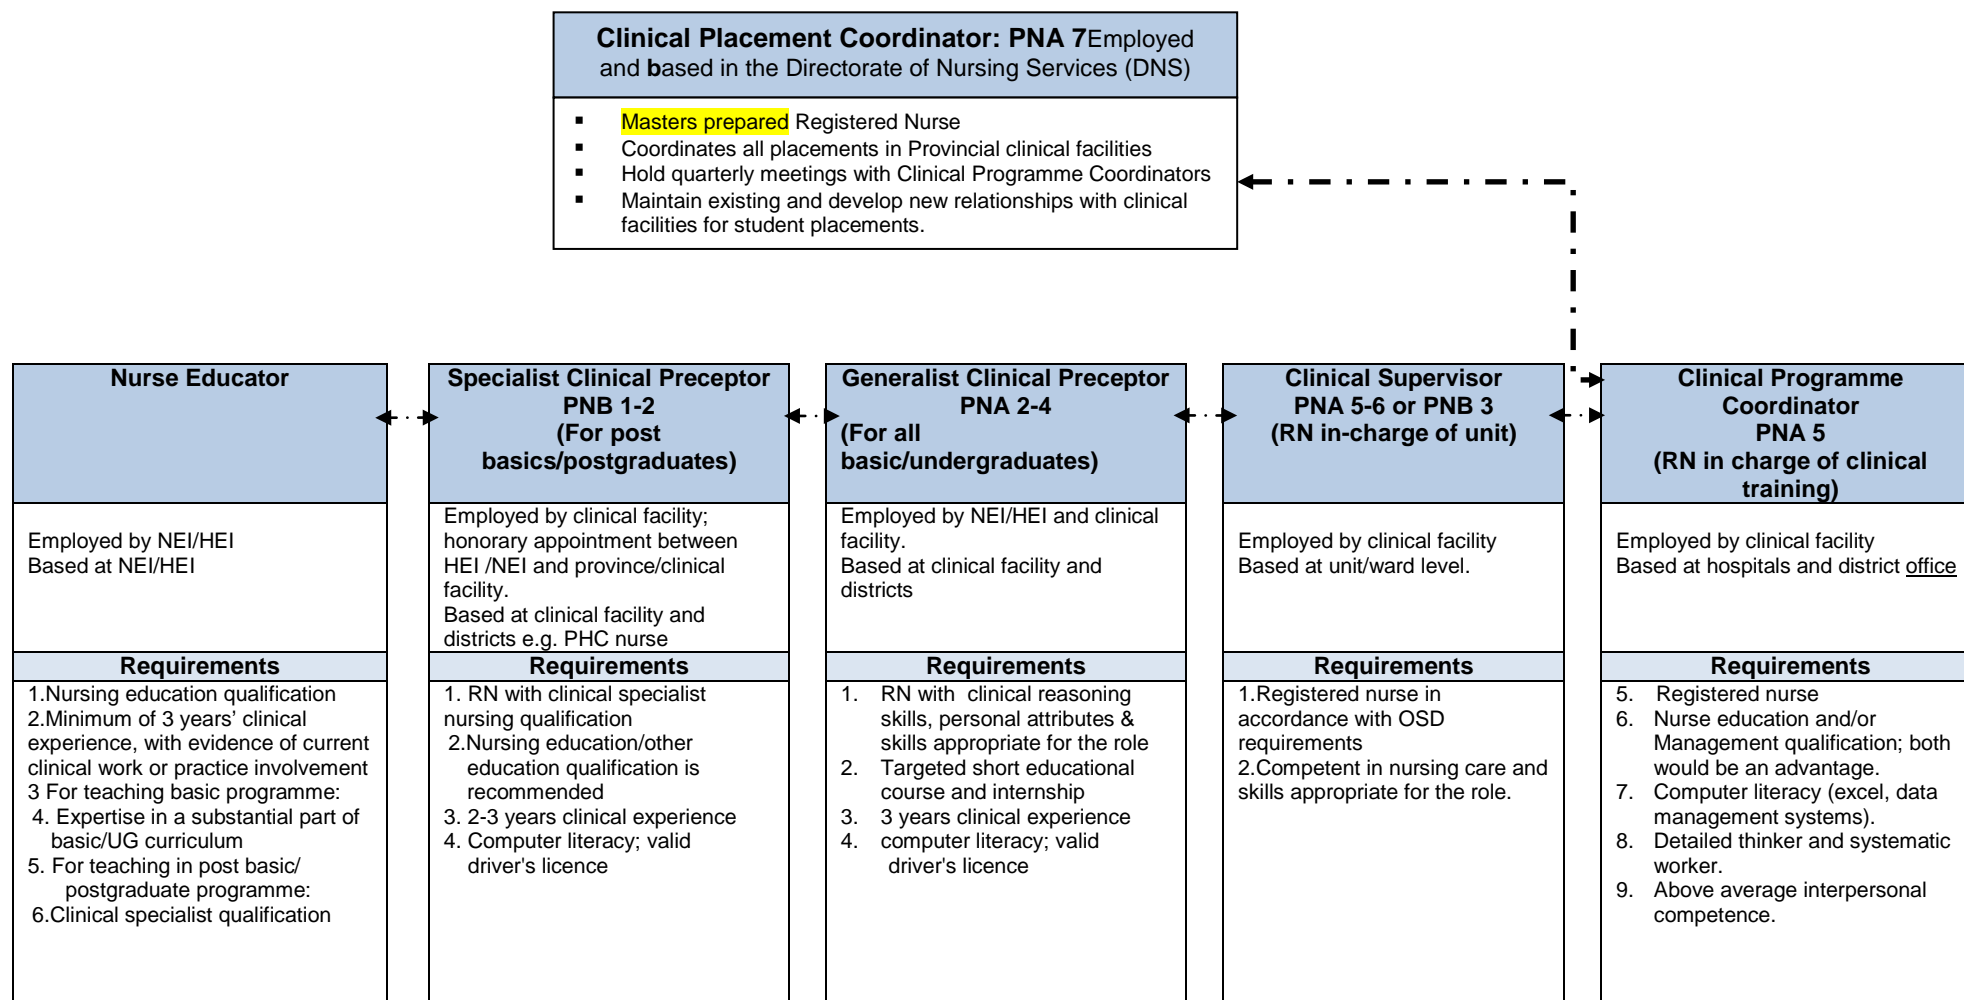 Clinical Placement Coordinator: PNA 7Employed
and based in the Directorate of Nursing Services (DNS)
▪ Masters prepared Registered Nurse
▪ Coordinates all placements in Provincial clinical facilities
▪ Hold quarterly meetings with Clinical Programme Coordinators
▪ Maintain existing and develop new relationships with clinical
facilities for student placements.
Nurse Educator
Employed by NEI/HEI
Based at NEI/HEI
Requirements
1.Nursing education qualification
2.Minimum of 3 years’ clinical
experience, with evidence of current
clinical work or practice involvement
3 For teaching basic programme:
4. Expertise in a substantial part of
basic/UG curriculum
5. For teaching in post basic/
postgraduate programme:
6.Clinical specialist qualification
Specialist Clinical Preceptor
PNB 1-2
(For post
basics/postgraduates)
Employed by clinical facility;
honorary appointment between
HEI /NEI and province/clinical
facility.
Based at clinical facility and
districts e.g. PHC nurse
Requirements
1. RN with clinical specialist
nursing qualification
2.Nursing education/other
education qualification is
recommended
3. 2-3 years clinical experience
4. Computer literacy; valid
driver's licence
Generalist Clinical Preceptor
PNA 2-4
(For all
basic/undergraduates)
Employed by NEI/HEI and clinical
facility.
Based at clinical facility and
districts
Requirements
1. RN with clinical reasoning
skills, personal attributes &
skills appropriate for the role
2. Targeted short educational
course and internship
3. 3 years clinical experience
4. computer literacy; valid
driver's licence
Clinical Supervisor
PNA 5-6 or PNB 3
(RN in-charge of unit)
Employed by clinical facility
Based at unit/ward level.
Requirements
1.Registered nurse in
accordance with OSD
requirements
2.Competent in nursing care and
skills appropriate for the role.
Clinical Programme
Coordinator
PNA 5
(RN in charge of clinical
training)
Employed by clinical facility
Based at hospitals and district office
Requirements
5. Registered nurse
6. Nurse education and/or
Management qualification; both
would be an advantage.
7. Computer literacy (excel, data
management systems).
8. Detailed thinker and systematic
worker.
9. Above average interpersonal
competence.